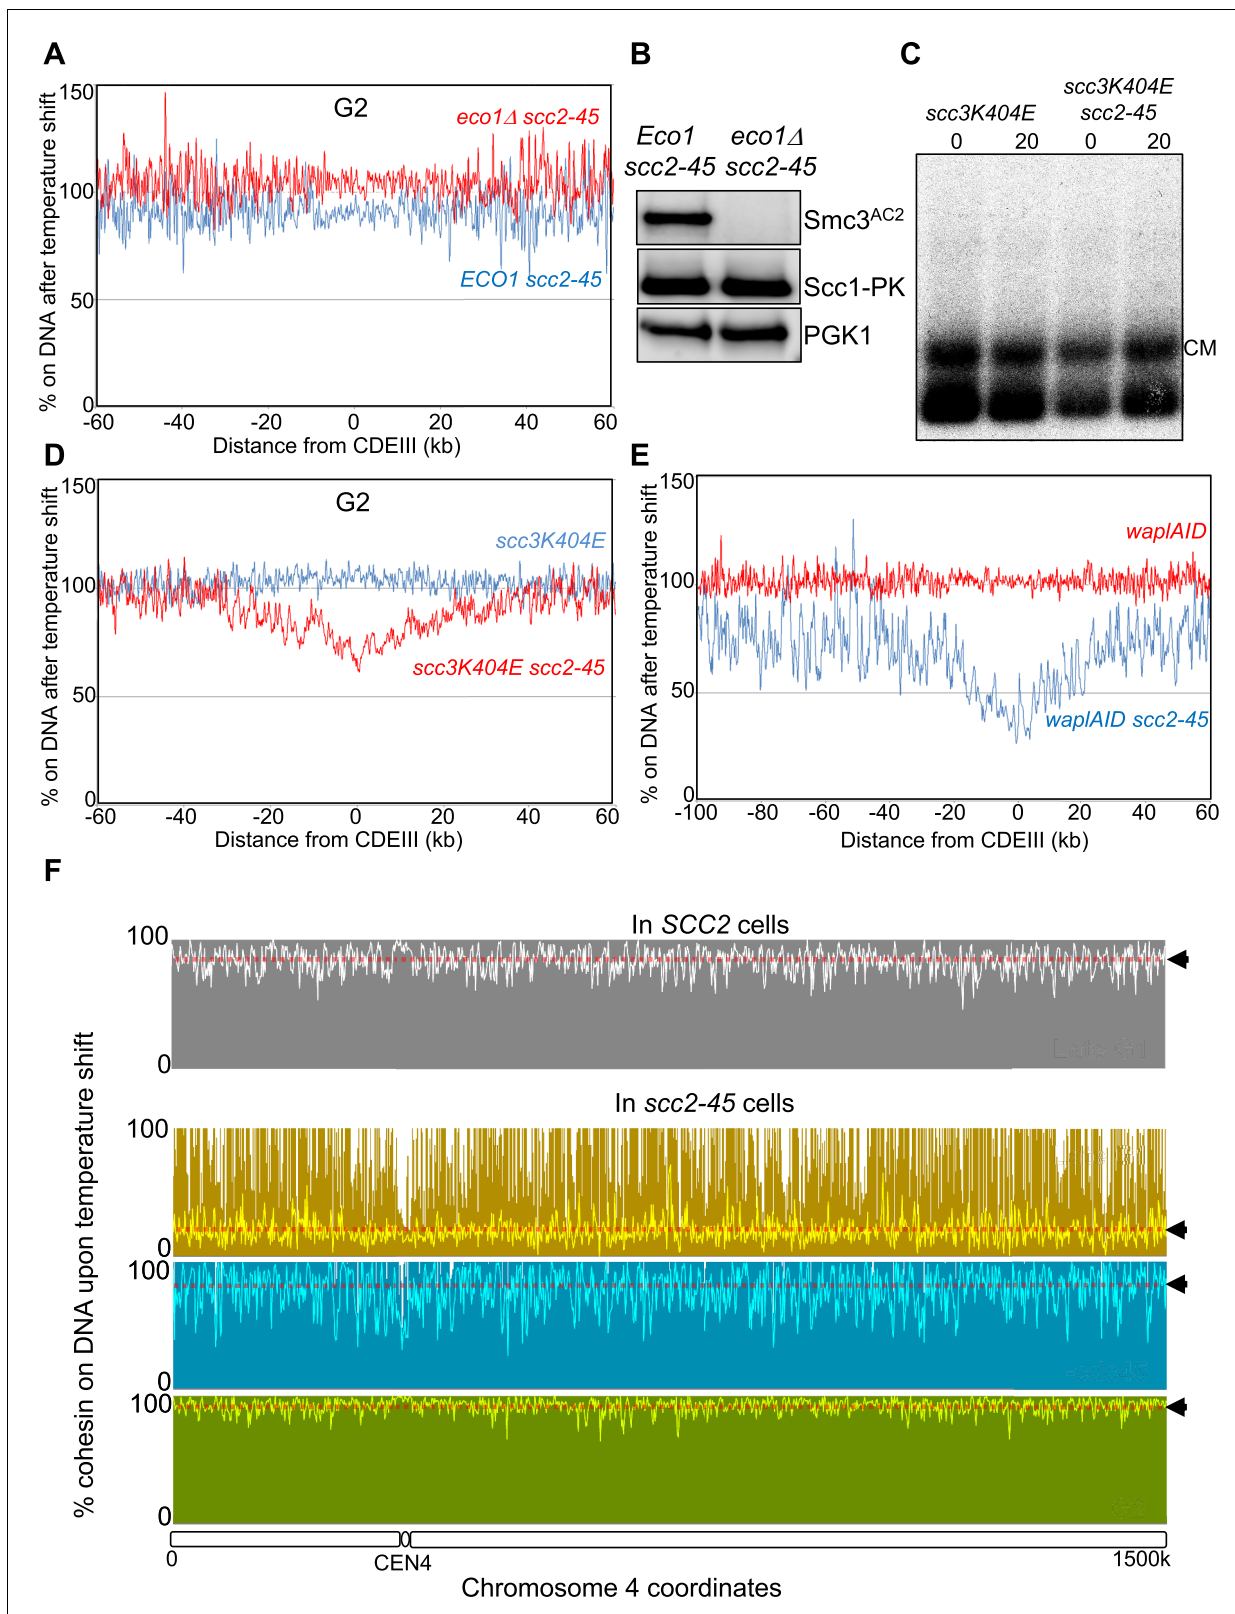 A
150
100
50
0
G2
eco1Δ scc2-45
ECO1 scc2-45
% on DNA after temperature shift
-60 -40 -20 0 20 40 60
Distance from CDEIII (kb)
B
Eco1 eco1Δ
scc2-45 scc2-45
Smc3AC2
Scc1-PK
PGK1
C
scc3K404E
scc3K404E
scc2-45
0 20 0 20
CM
D
150
100
50
0
G2
scc3K404E
scc3K404E scc2-45
% on DNA after temperature shift
-60 -40 -20 0 20 40 60
Distance from CDEIII (kb)
E
150
100
50
0
waplAID
waplAID scc2-45
% on DNA after temperature shift
-100 -80 -60 -40 -20 0 20 40 60
Distance from CDEIII (kb)
F
In SCC2 cells
100
0
Late G1
In scc2-45 cells
100
0
100
0
100
0
% cohesin on DNA upon temperature shift
0
CEN4
1500k
Chromosome 4 coordinates